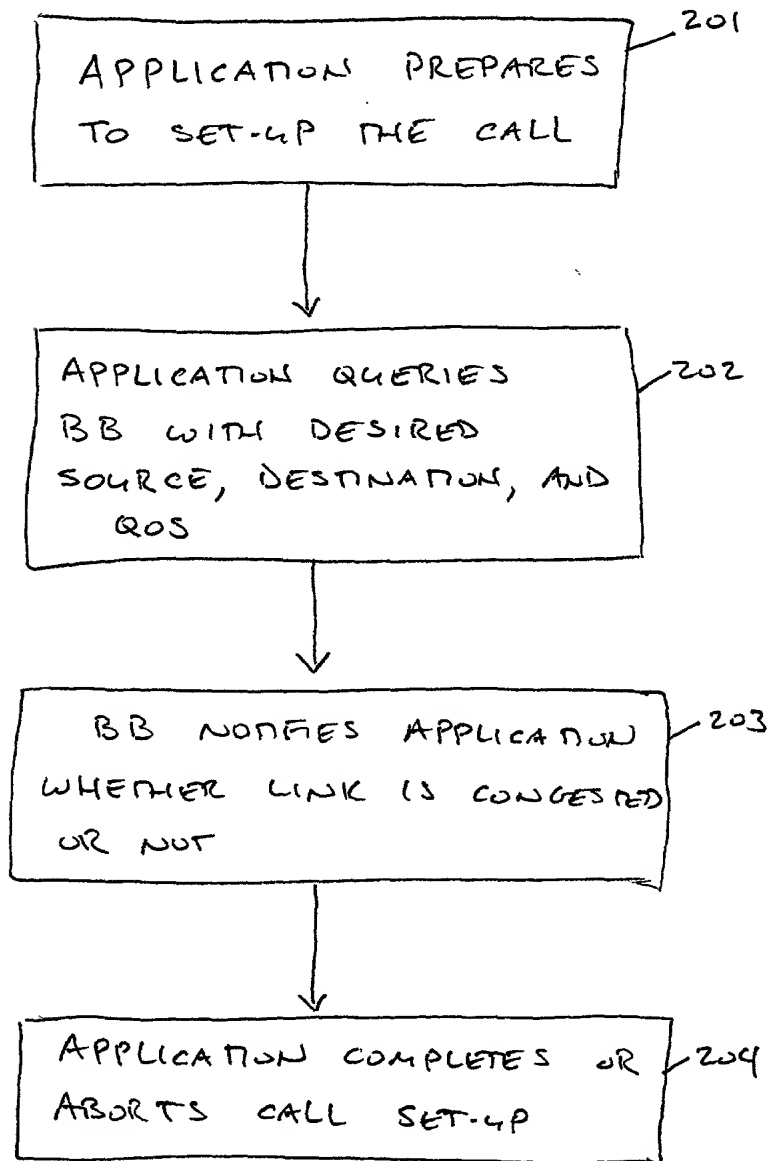 201
APPLICATION PREPARES
TO SET-UP THE CALL
202
APPLICATION QUERIES
BB WITH DESIRED
SOURCE, DESTINATION, AND
QOS
203
BB NOTIFIES APPLICATION
WHETHER LINK IS CONGESTED
OR NOT
204
APPLICATION COMPLETES OR
ABORTS CALL SET-UP